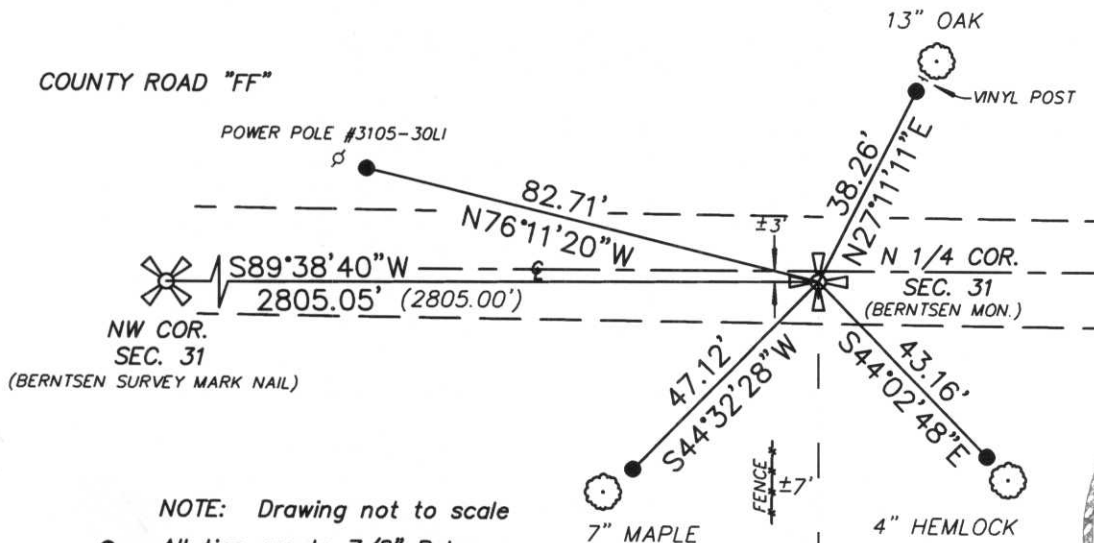 13" OAK
COUNTY ROAD "FF"
VINYL POST
POWER POLE #3105-30L1
38.26'
N27°11'11"E
82.71'
N76°11'20"W
±3'
S89°38'40"W
N 1/4 COR.
SEC. 31
(BERNTSEN MON.)
2805.05' (2805.00')
NW COR.
SEC. 31
(BERNTSEN SURVEY MARK NAIL)
47.12'
S44°32'28"W
43.16'
S44°02'48"E
FENCE
±7'
NOTE: Drawing not to scale
7" MAPLE
4" HEMLOCK